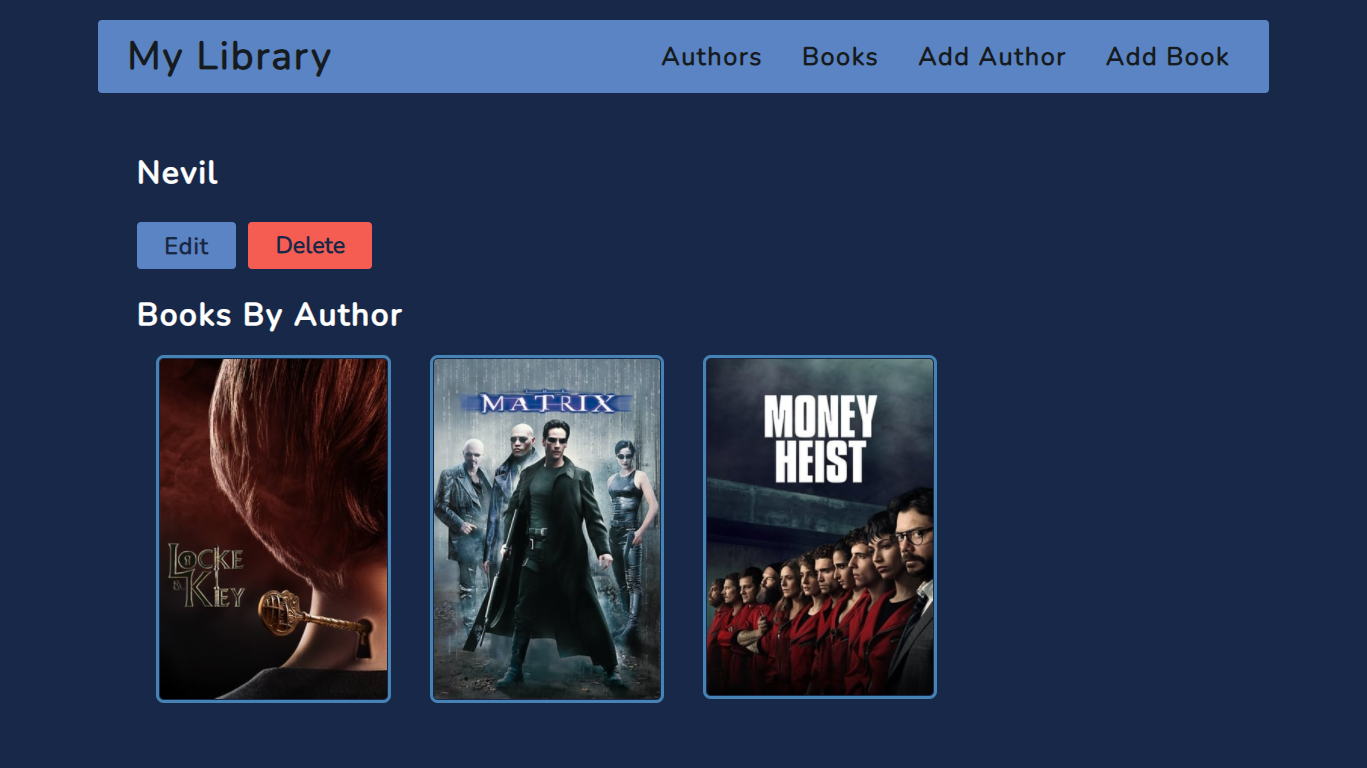 My Library
Authors Books Add Author Add Book
Nevil
Edit Delete
Books By Author
LOCKE
& KEY
THE
MATRIX
MONEY
HEIST